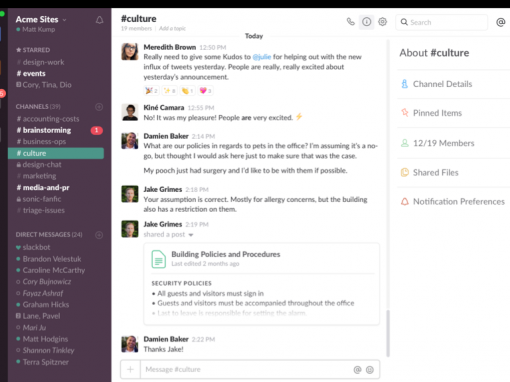 Acme Sites
Matt Kump
STARRED
design-work
# events
Cory, Tina, Dio
CHANNELS (29)
# accounting-costs
# brainstorming 1
# business-ops
# culture
design-chat
# marketing
# media-and-pr
sonic-fanfic
# triage-issues
DIRECT MESSAGES (24)
slackbot
Brandon Velestuk
Caroline McCarthy
Cory Bujnowicz
Fayaz Ashraf
Graham Hicks
Lane, Pavel
Mari Ju
Matt Hodgins
Shannon Tinkley
Terra Spitzner
#culture
19 members | Add a topic
Search
@
Today
Meredith Brown 12:50 PM
Really need to give some Kudos to @julie for helping out with the new
influx of tweets yesterday. People are really, really excited about
yesterday's announcement.
2 8 1 3
Kiné Camara 12:55 PM
No! It was my pleasure! People are very excited.
Damien Baker 2:14 PM
What are our policies in regards to pets in the office? I'm assuming it's a no-
go, but thought I would ask here just to make sure that was the case.
My pooch just had surgery and I'd like to be with them if possible.
Jake Grimes 2:18 PM
Your assumption is correct. Mostly for allergy concerns, but the building
also has a restriction on them.
Jake Grimes 2:19 PM
shared a post
Building Policies and Procedures
Last edited 2 months ago
SECURITY POLICIES
• All guests and visitors must sign in
• Guests and visitors must be accompanied throughout the office
• Last to leave is responsible for setting the alarm
Damien Baker 2:22 PM
Thanks Jake!
+ Message #culture @
About #culture
Channel Details
Pinned Items
12/19 Members
Shared Files
Notification Preferences